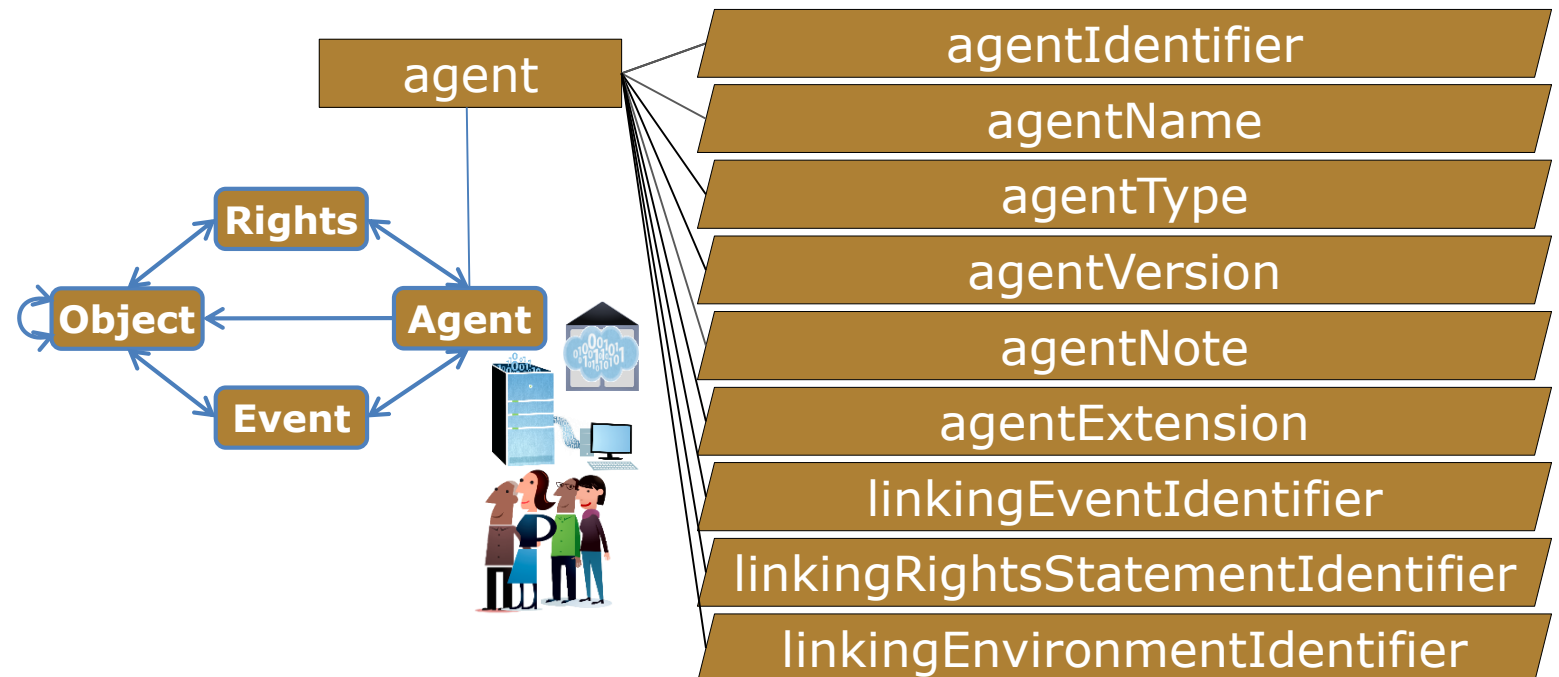 agent
Rights
Object
Agent
Event
agentIdentifier
agentName
agentType
agentVersion
agentNote
agentExtension
linkingEventIdentifier
linkingRightsStatementIdentifier
linkingEnvironmentIdentifier